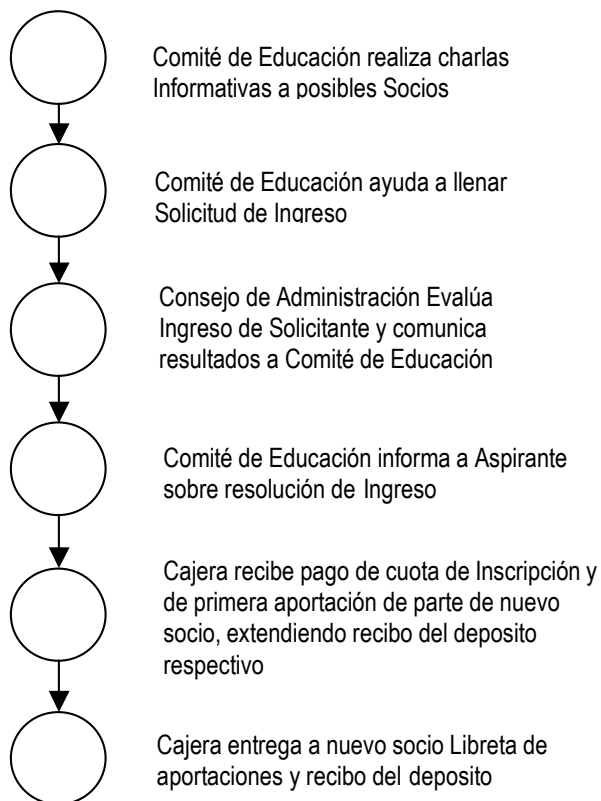 Comité de Educación realiza charlas
Informativas a posibles Socios
Comité de Educación ayuda a llenar
Solicitud de Ingreso
Consejo de Administración Evalúa
Ingreso de Solicitante y comunica
resultados a Comité de Educación
Comité de Educación informa a Aspirante
sobre resolución de Ingreso
Cajera recibe pago de cuota de Inscripción y
de primera aportación de parte de nuevo
socio, extendiendo recibo del deposito
respectivo
Cajera entrega a nuevo socio Libreta de
aportaciones y recibo del deposito